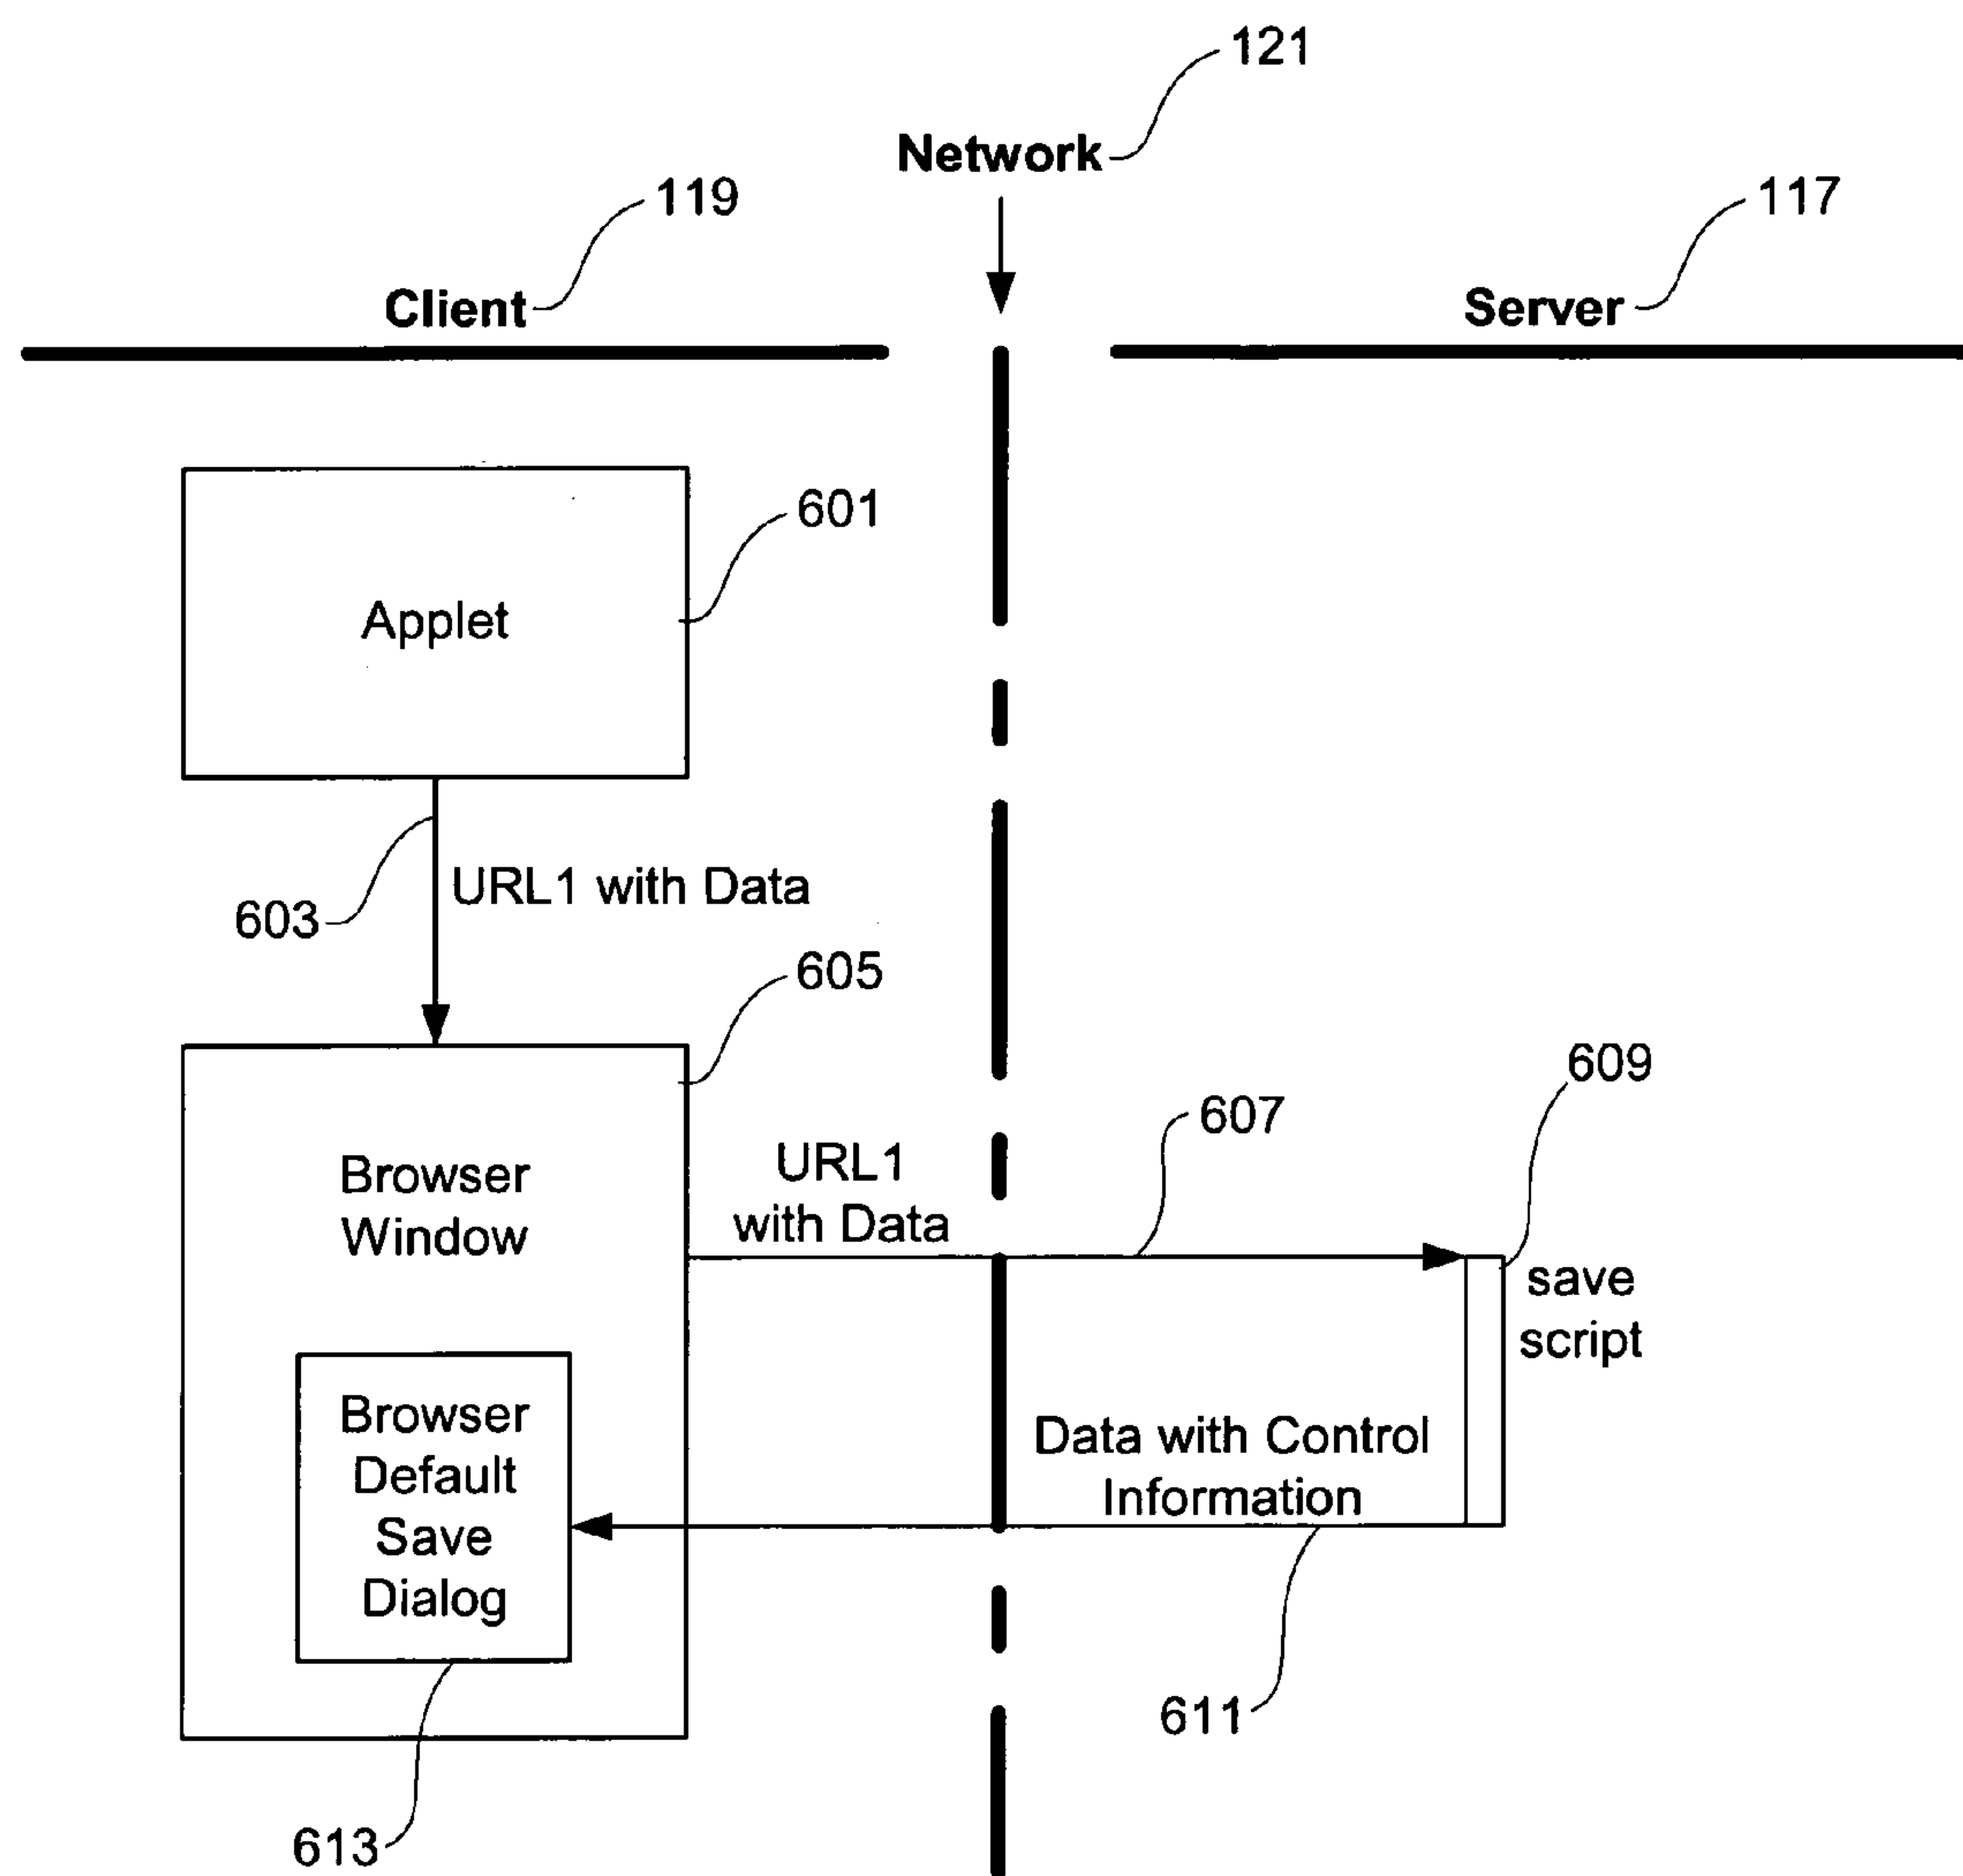 121
Network
119
117
Client
Server
601
Applet
URL1 with Data
603
605
609
607
URL1
with Data
Browser
Window
save
script
Browser
Default
Save
Dialog
Data with Control
Information
611
613